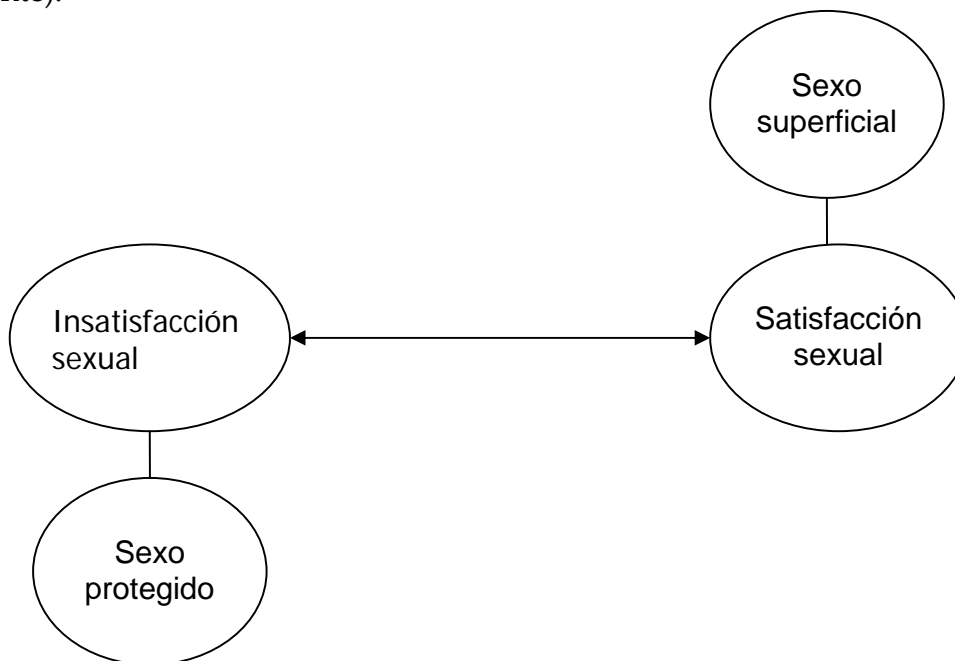 Sexo
superficial
Insatisfacción
sexual
Satisfacción
sexual
Sexo
protegido